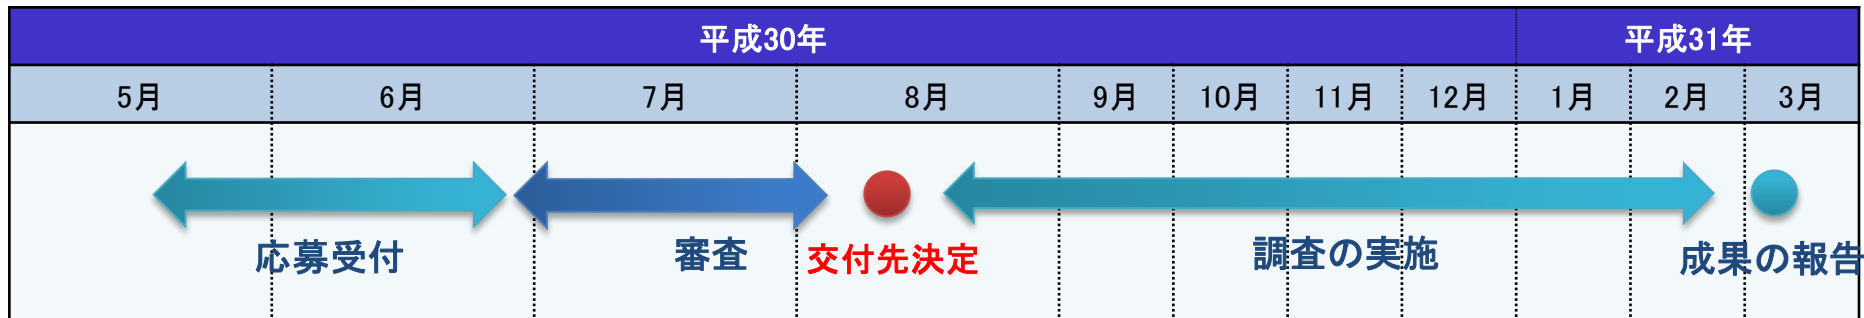 平成30年 平成31年
5月 6月 7月 8月 9月 10月 11月 12月 1月 2月 3月
応募受付 審査 交付先決定 調査の実施 成果の報告